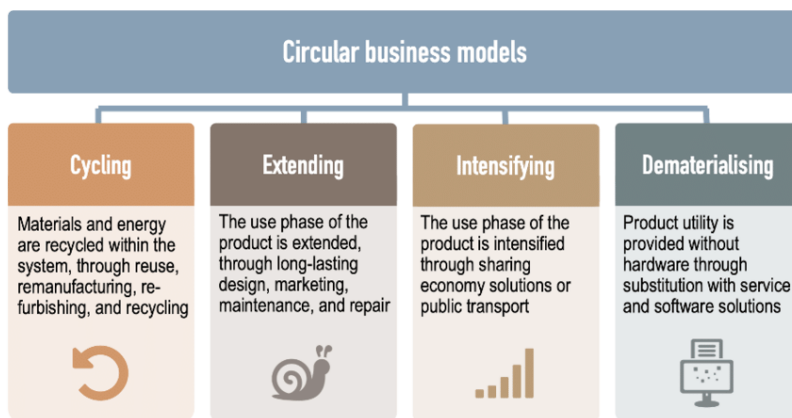 Circular business models
Cycling
Materials and energy
are recycled within the
system, through reuse,
remanufacturing, re-
furbishing, and recycling
Extending
The use phase of the
product is extended,
through long-lasting
design, marketing,
maintenance, and repair
Intensifying
The use phase of the
product is intensified
through sharing
economy solutions or
public transport
Dematerialising
Product utility is
provided without
hardware through
substitution with service
and software solutions